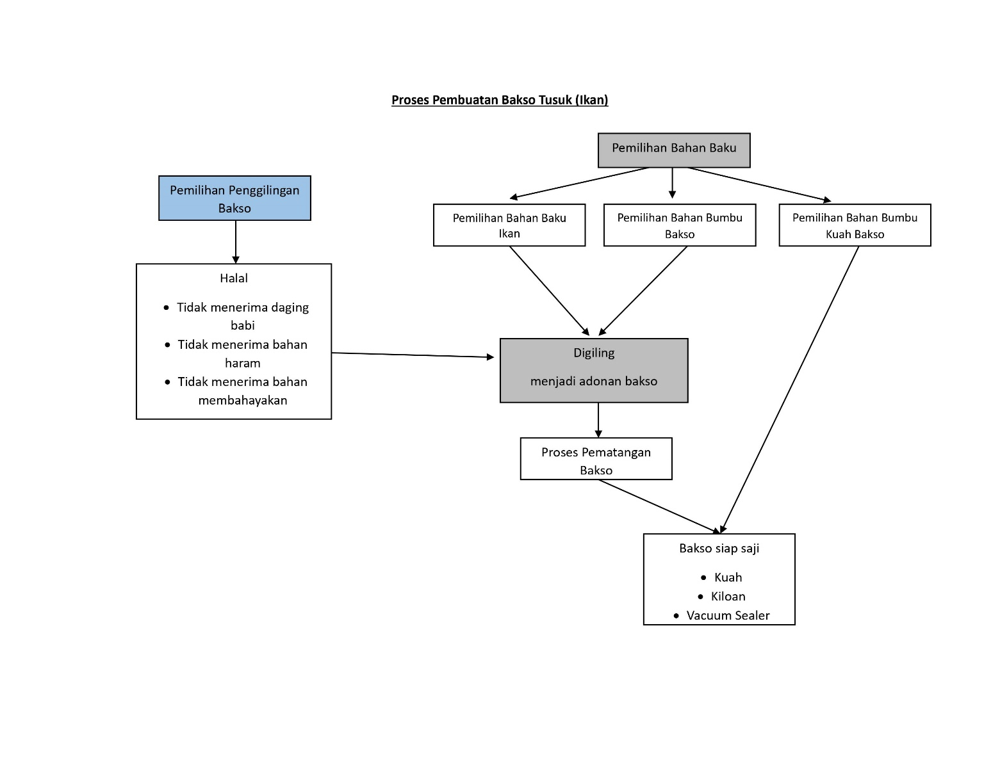 Proses Pembuatan Bakso Tusuk (Ikan)
Pemilihan Bahan Baku
Pemilihan Penggilingan
Bakso
Pemilihan Bahan Baku
Ikan
Pemilihan Bahan Bumbu
Bakso
Pemilihan Bahan Bumbu
Kuah Bakso
Halal
• Tidak menerima daging
babi
• Tidak menerima bahan
haram
• Tidak menerima bahan
membahayakan
Digiling
menjadi adonan bakso
Proses Pematangan
Bakso
Bakso siap saji
• Kuah
• Kiloan
• Vacuum Sealer